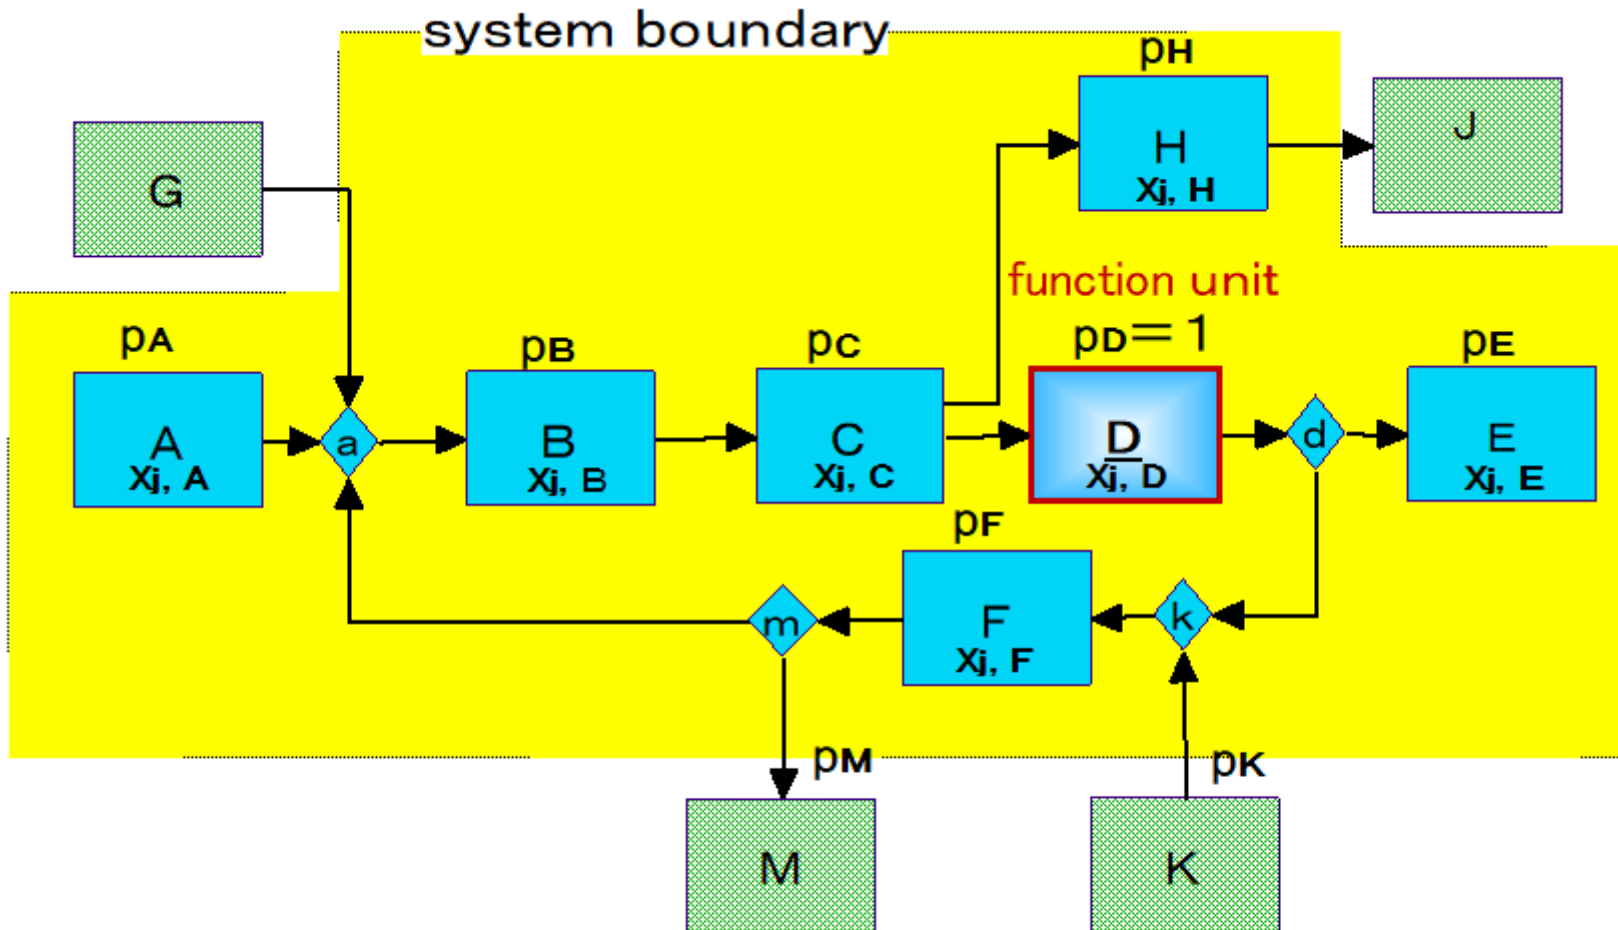 system boundary
pH
H
Xj, H
J
G
function unit
pA
pB
pC
pD＝1
pE
A
Xj, A
a
B
Xj, B
C
Xj, C
D
Xj, D
d
E
Xj, E
pF
F
Xj, F
m
k
pM
pK
M
K